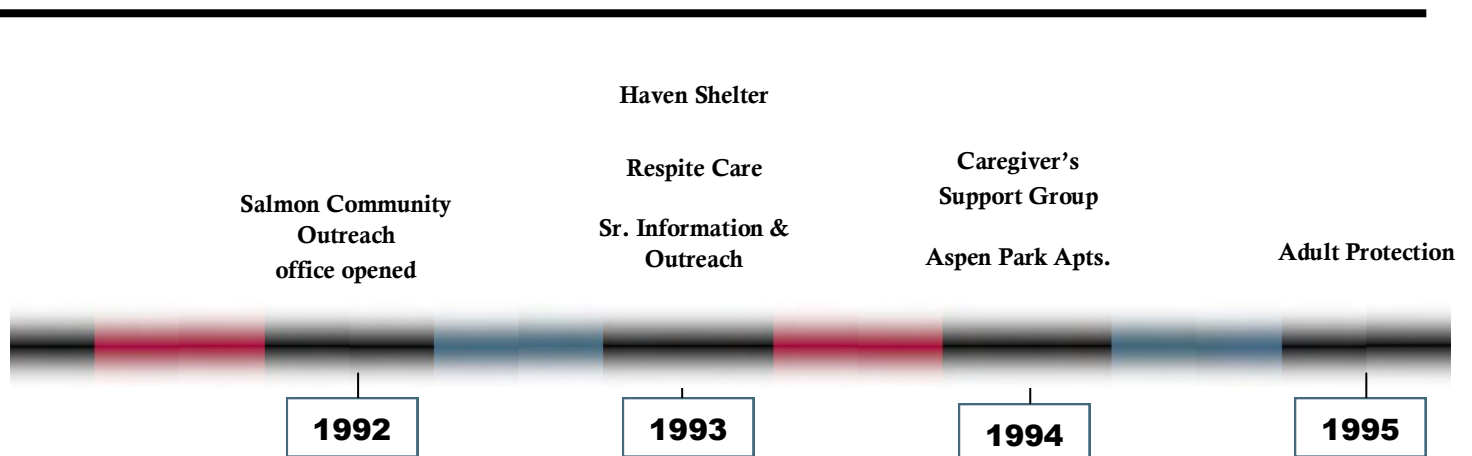 Haven Shelter
Respite Care
Sr. Information &
Outreach
Salmon Community
Outreach
office opened
Caregiver’s
Support Group
Aspen Park Apts.
Adult Protection
1992
1993
1994
1995